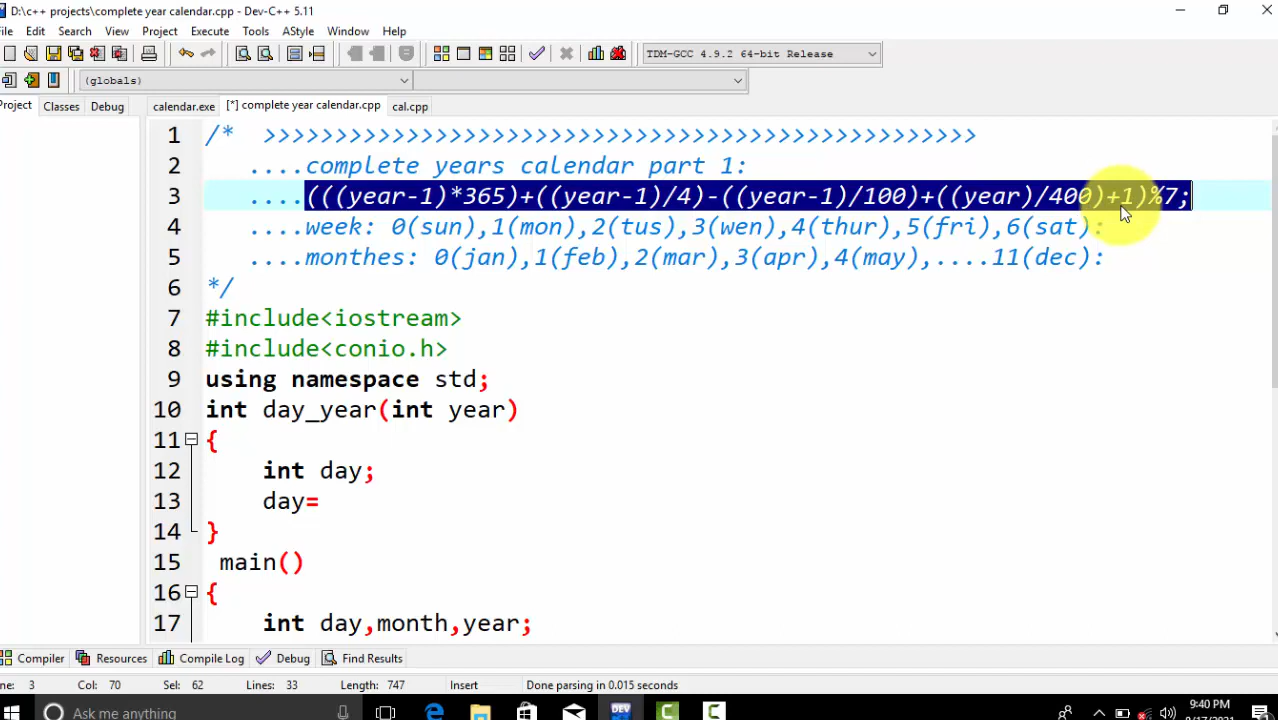 D:\c++ projects\complete year calendar.cpp - Dev-C++ 5.11
File Edit Search View Project Execute Tools AStyle Window Help
TDM-GCC 4.9.2 64-bit Release
(globals)
Project Classes Debug calendar.exe [*] complete year calendar.cpp cal.cpp
1 /* >>>>>>>>>>>>>>>>>>>>>>>>>>>>>>>>>>>>>>>>>>>>>>>>>>
2 ....complete years calendar part 1:
3 ....(((year-1)*365)+((year-1)/4)-((year-1)/100)+((year)/400)+1)%7;
4 ....week: 0(sun),1(mon),2(tus),3(wen),4(thur),5(fri),6(sat):
5 ....monthes: 0(jan),1(feb),2(mar),3(apr),4(may),....11(dec):
6 */
7 #include<iostream>
8 #include<conio.h>
9 using namespace std;
10 int day_year(int year)
11 {
12 int day;
13 day=
14 }
15 main()
16 {
17 int day,month,year;
Compiler Resources Compile Log Debug Find Results
ne: 3 Col: 70 Sel: 62 Lines: 33 Length: 747 Insert Done parsing in 0.015 seconds
Ask me anything
9:40 PM